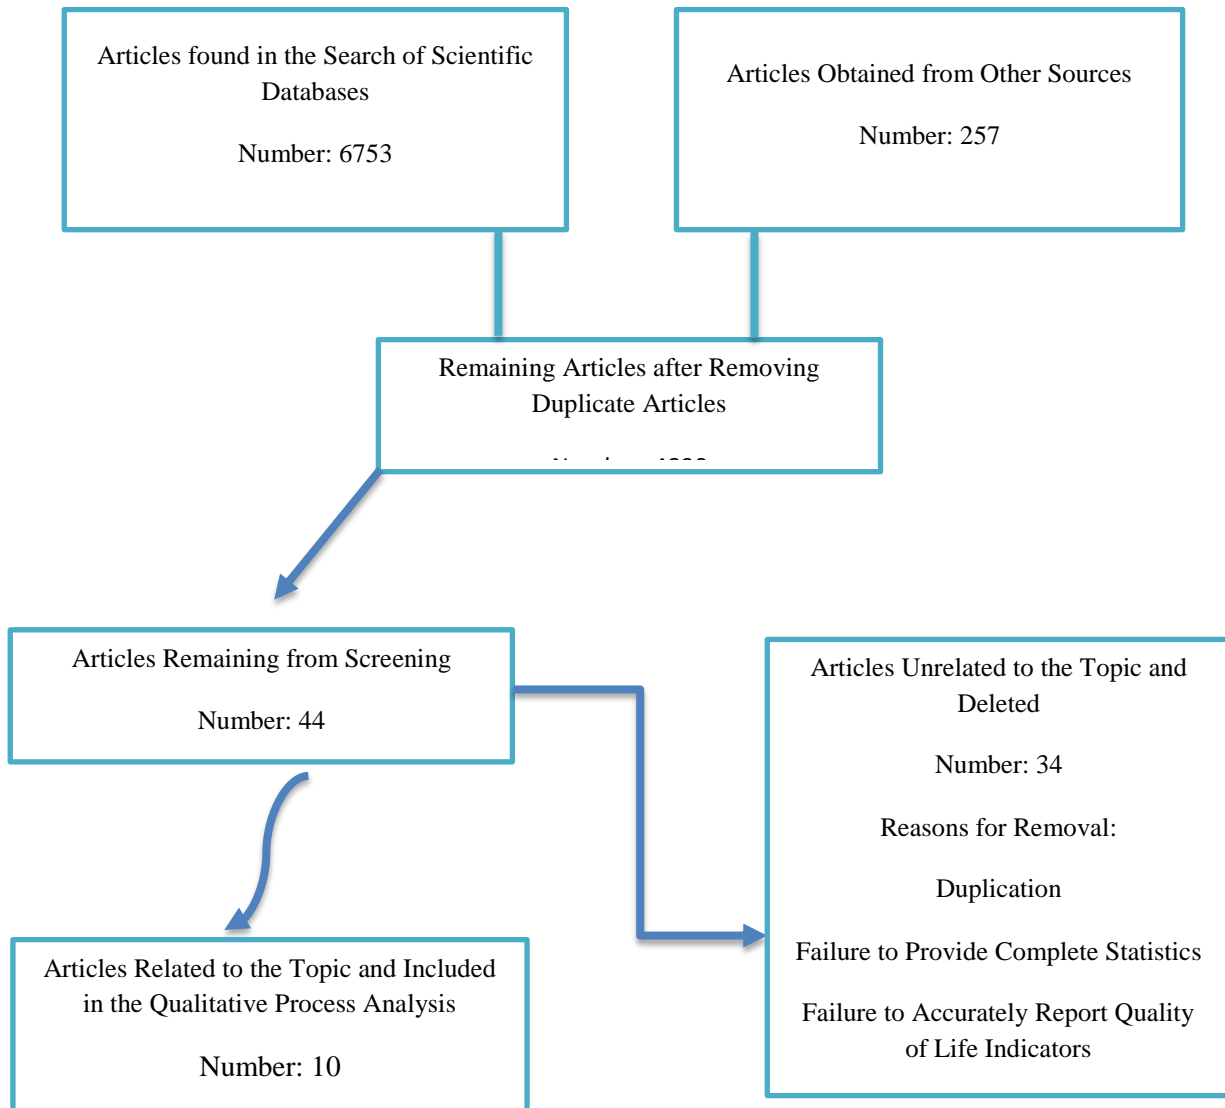 Articles found in the Search of Scientific
Databases
Number: 6753
Articles Obtained from Other Sources
Number: 257
Remaining Articles after Removing
Duplicate Articles
Articles Remaining from Screening
Number: 44
Articles Unrelated to the Topic and
Deleted
Number: 34
Reasons for Removal:
Duplication
Failure to Provide Complete Statistics
Failure to Accurately Report Quality
of Life Indicators
Articles Related to the Topic and Included
in the Qualitative Process Analysis
Number: 10